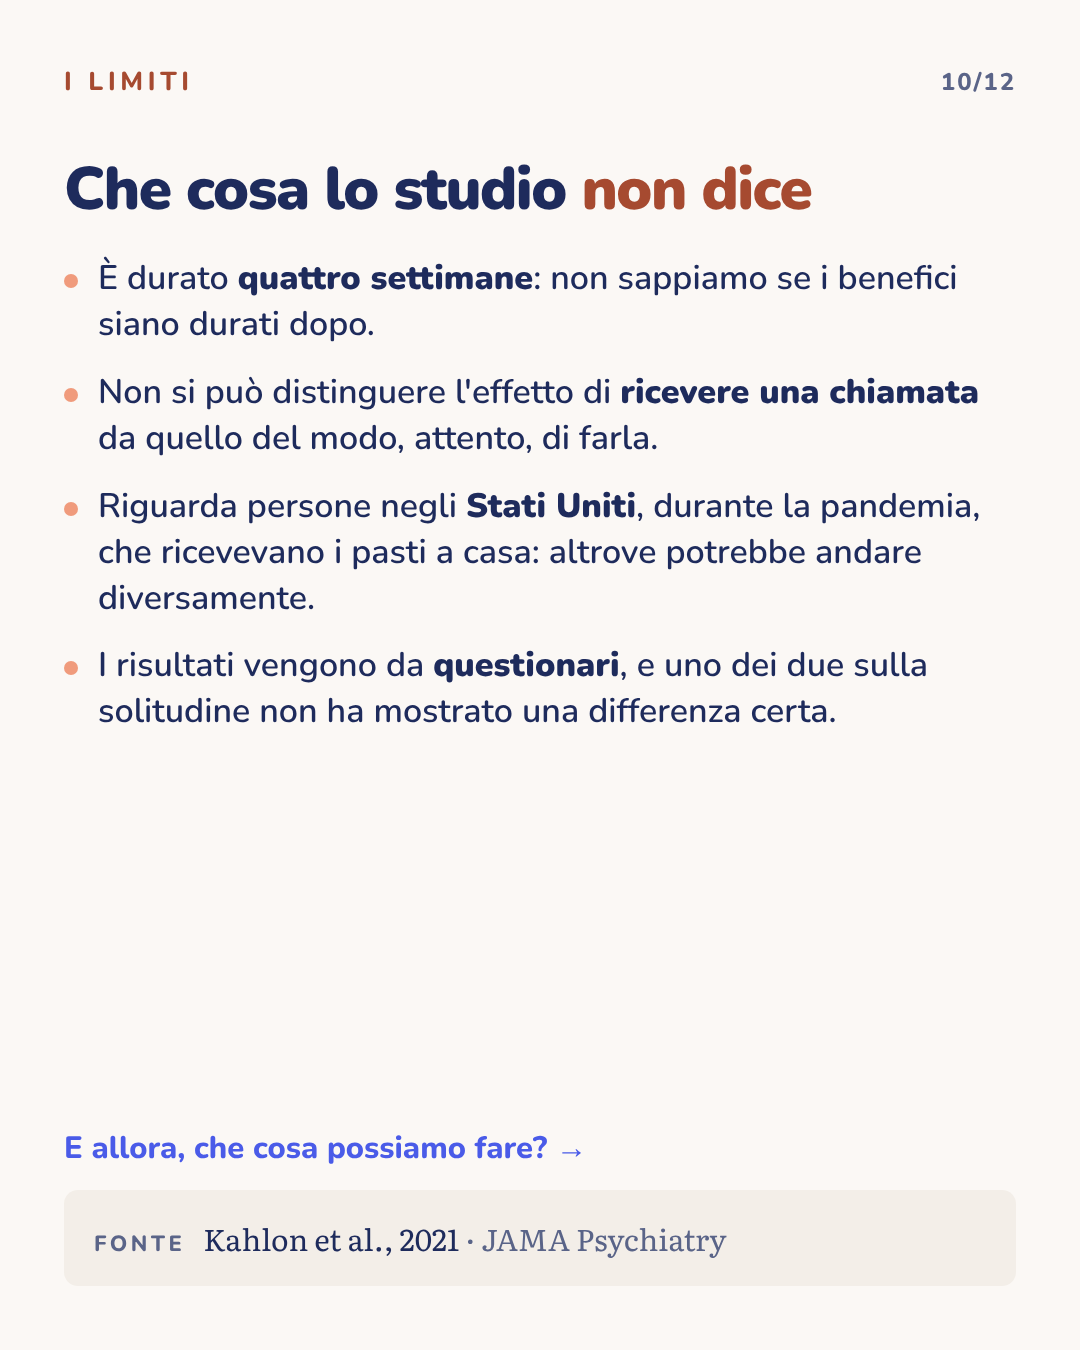 I LIMITI
10/12
Che cosa lo studio non dice
È durato quattro settimane: non sappiamo se i benefici
siano durati dopo.
Non si può distinguere l'effetto di ricevere una chiamata
da quello del modo, attento, di farla.
Riguarda persone negli Stati Uniti, durante la pandemia,
che ricevevano i pasti a casa: altrove potrebbe andare
diversamente.
I risultati vengono da questionari, e uno dei due sulla
solitudine non ha mostrato una differenza certa.
E allora, che cosa possiamo fare? →
FONTE Kahlon et al., 2021 · JAMA Psychiatry